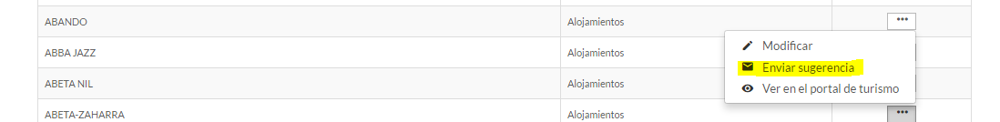 ABANDO Alojamientos •••
ABBA JAZZ Alojamientos
Modificar
Enviar sugerencia
ABETA NIL Alojamientos
Ver en el portal de turismo
ABETA-ZAHARRA Alojamientos •••